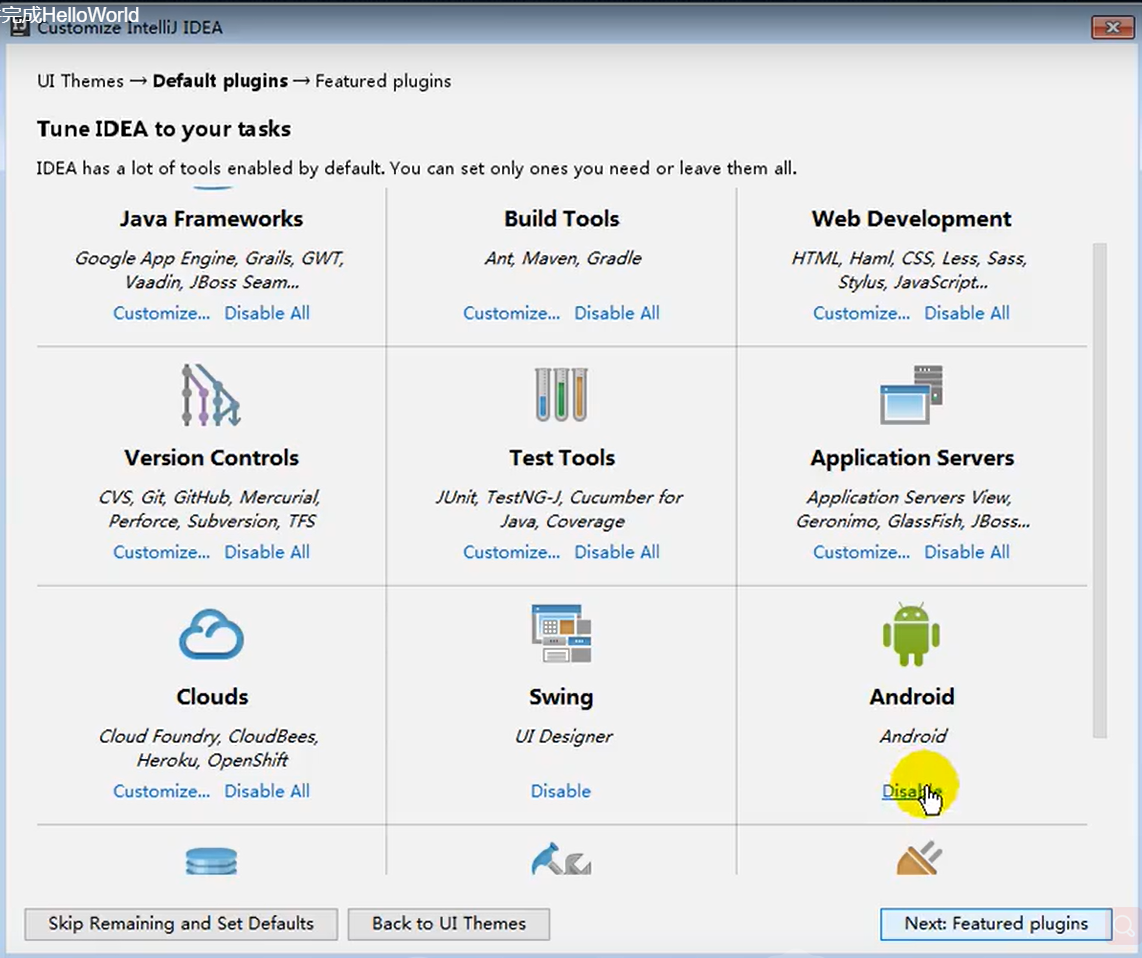 完成HelloWorld
Customize IntelliJ IDEA
UI Themes → Default plugins → Featured plugins
Tune IDEA to your tasks
IDEA has a lot of tools enabled by default. You can set only ones you need or leave them all.
Java Frameworks
Google App Engine, Grails, GWT,
Vaadin, JBoss Seam...
Customize... Disable All
Build Tools
Ant, Maven, Gradle
Customize... Disable All
Web Development
HTML, Haml, CSS, Less, Sass,
Stylus, JavaScript...
Customize... Disable All
Version Controls
CVS, Git, GitHub, Mercurial,
Perforce, Subversion, TFS
Customize... Disable All
Test Tools
JUnit, TestNG-J, Cucumber for
Java, Coverage
Customize... Disable All
Application Servers
Application Servers View,
Geronimo, GlassFish, JBoss...
Customize... Disable All
Clouds
Cloud Foundry, CloudBees,
Heroku, OpenShift
Customize... Disable All
Swing
UI Designer
Disable
Android
Android
Disable
Skip Remaining and Set Defaults
Back to UI Themes
Next: Featured plugins